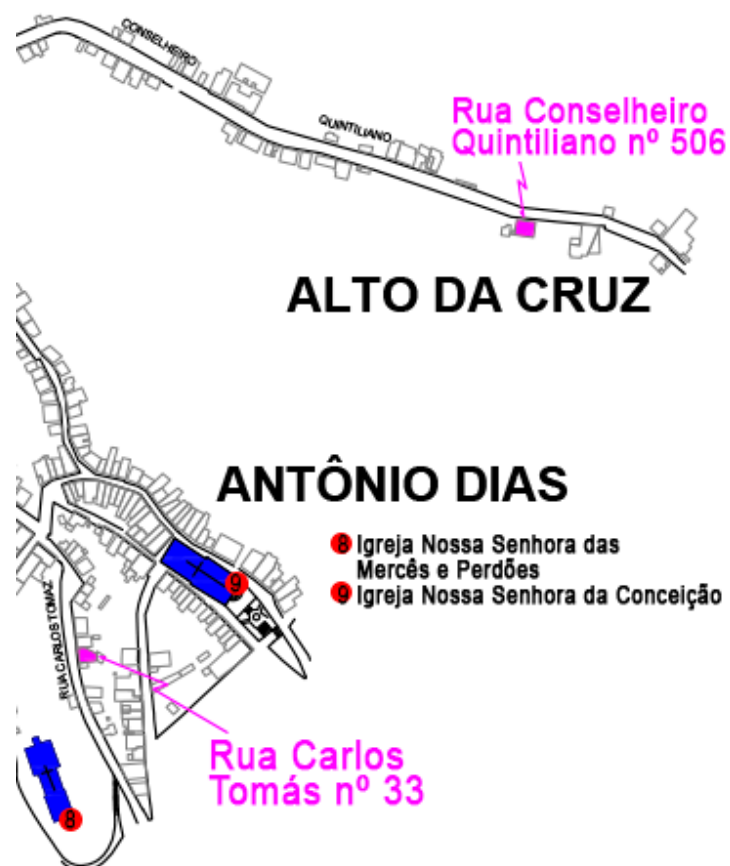 CONSELHEIRO
QUINTILIANO
Rua Conselheiro
Quintiliano nº 506
ALTO DA CRUZ
ANTÔNIO DIAS
8 Igreja Nossa Senhora das
Mercês e Perdões
9 Igreja Nossa Senhora da Conceição
9
RUA CARLOS TOMAZ
Rua Carlos
Tomás nº 33
8